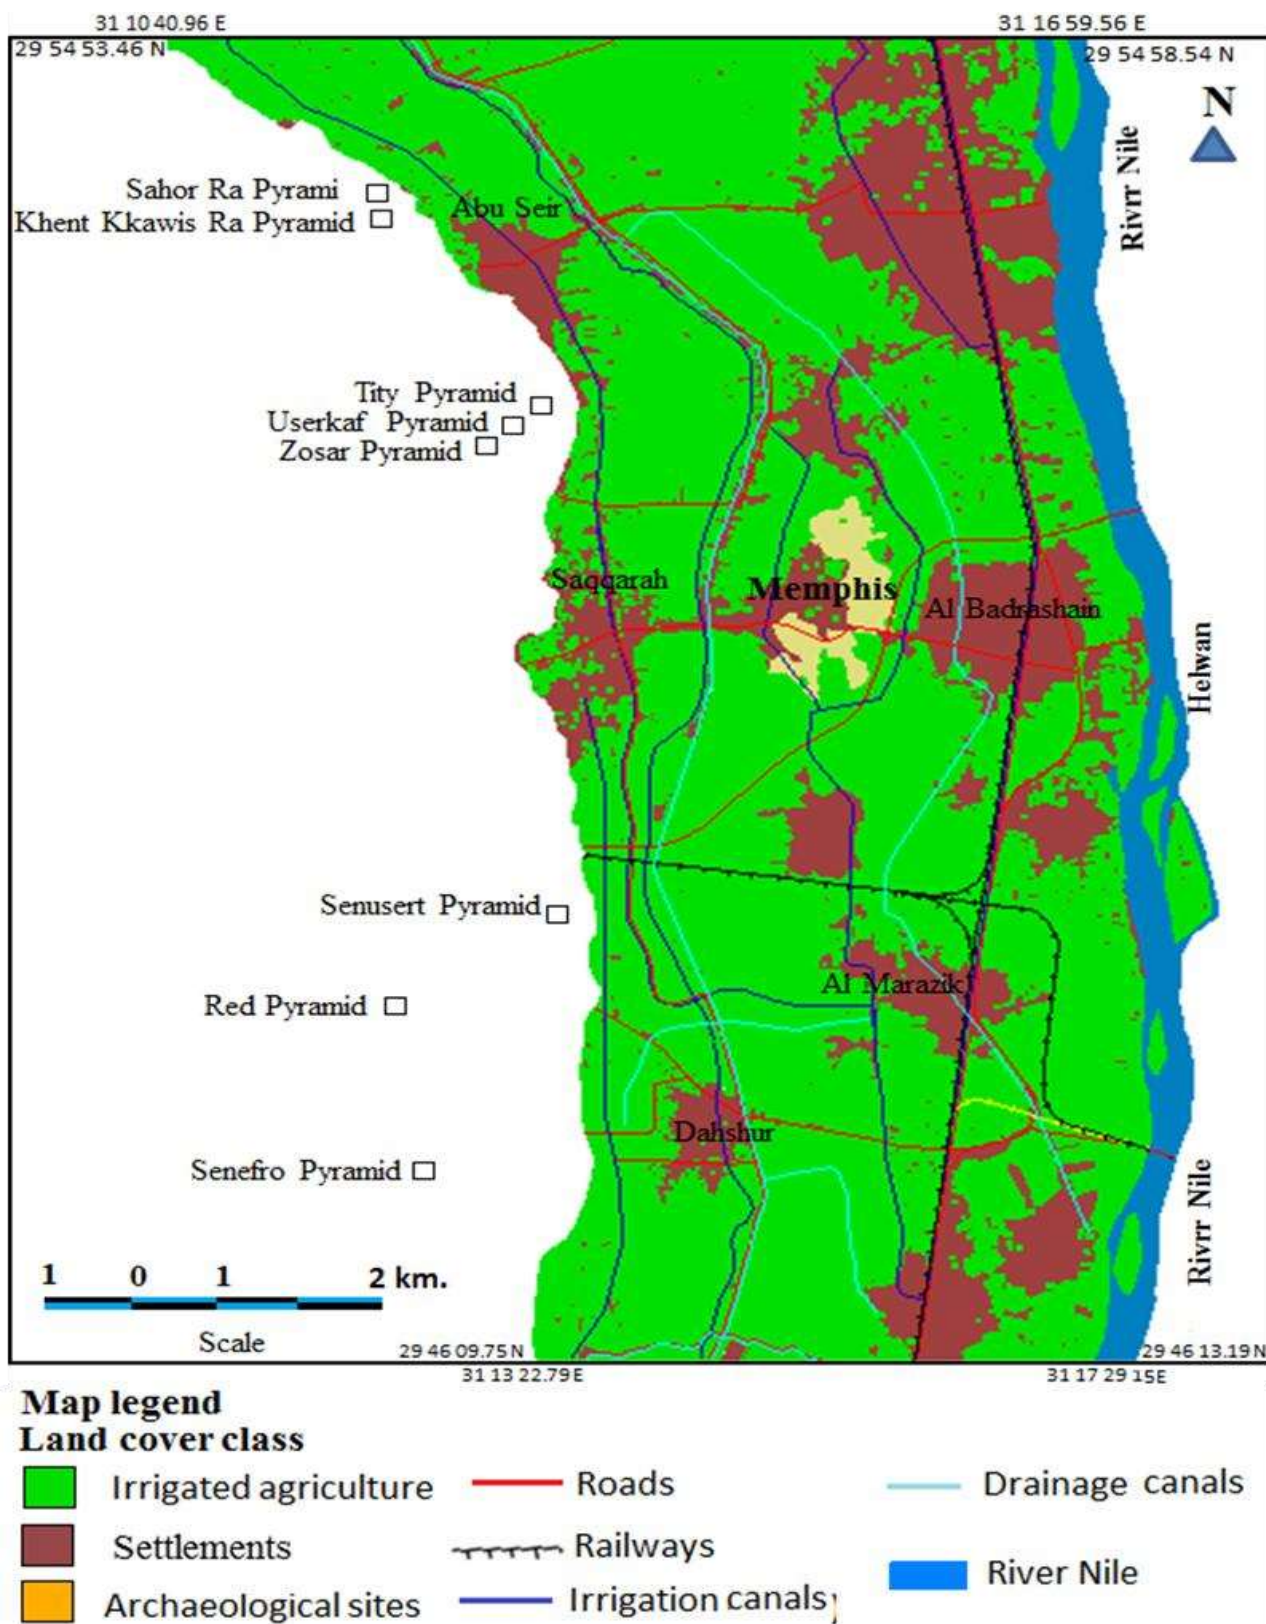 31 10 40.96 E
31 16 59.56 E
29 54 53.46 N
29 54 58.54 N
N
Rivrr Nile
Sahor Ra Pyrami
Khent Kkawis Ra Pyramid
Abu Seir
Tity Pyramid
Userkaf Pyramid
Zosar Pyramid
Saqqarah
Memphis
Al Badrashain
Helwan
Senusert Pyramid
Al Marazik
Red Pyramid
Dahshur
Senefro Pyramid
Rivrr Nile
1 0 1 2 km.
Scale
29 46 09.75 N
29 46 13.19 N
31 13 22.79 E
31 17 29 15E
Map legend
Land cover class
Irrigated agriculture
Roads
Drainage canals
Settlements
Railways
River Nile
Archaeological sites
Irrigation canals